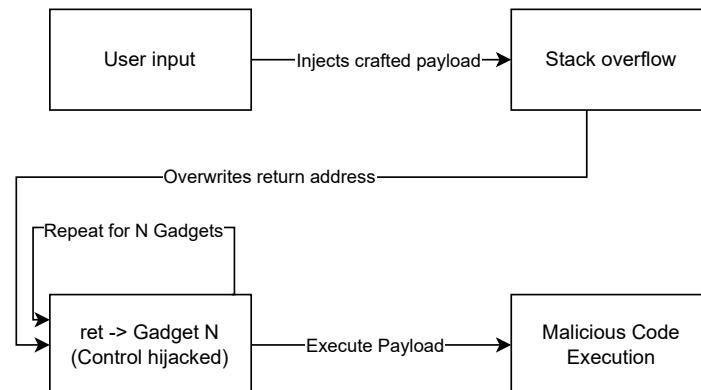 User input
Injects crafted payload
Stack overflow
Overwrites return address
Repeat for N Gadgets
ret -> Gadget N
(Control hijacked)
Execute Payload
Malicious Code
Execution